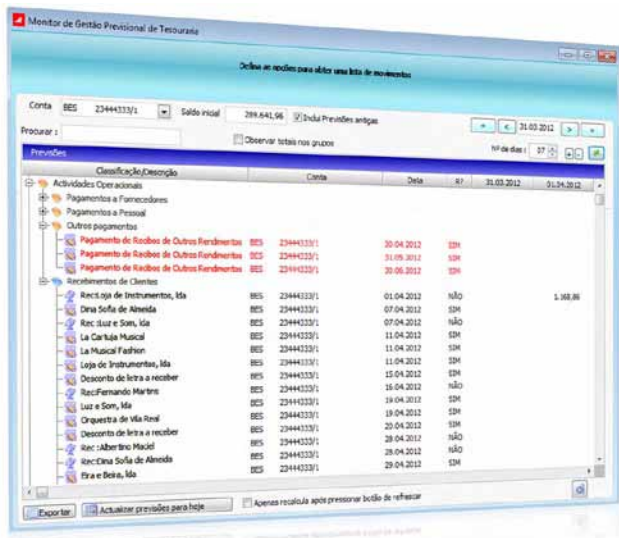 Monitor de Gestão Previsional de Tesouraria
Defina as opções para obter uma lista de movimentos
Conta BES 23444333/1 Saldo inicial 289.641,96 Inclui Previsões antigas 31.03.2012
Procurar : Observar totais nos grupos Nº de dias : 07
Previsões
Classificação/Descrição Conta Data R? 31.03.2012 01.04.2012
Actividades Operacionais
Pagamentos a Fornecedores
Pagamentos a Pessoal
Outros pagamentos
Pagamento de Recibos de Outros Rendimentos BES 23444333/1 20.04.2012 SIM
Pagamento de Recibos de Outros Rendimentos BES 23444333/1 31.05.2012 SIM
Pagamento de Recibos de Outros Rendimentos BES 23444333/1 20.06.2012 SIM
Recebimentos de Clientes
Rec:Loja de Instrumentos, lda BES 23444333/1 01.04.2012 NÃO 1.168,86
Dina Sofia de Almeida BES 23444333/1 07.04.2012 SIM
Rec :Luz e Som, lda BES 23444333/1 07.04.2012 NÃO
La Cartuja Musical BES 23444333/1 11.04.2012 SIM
La Musical Fashion BES 23444333/1 11.04.2012 SIM
Loja de Instrumentos, lda BES 23444333/1 11.04.2012 SIM
Desconto de letra a receber BES 23444333/1 15.04.2012 SIM
Rec:Fernando Martins BES 23444333/1 16.04.2012 NÃO
Luz e Som, lda BES 23444333/1 19.04.2012 SIM
Orquestra de Vila Real BES 23444333/1 19.04.2012 SIM
Desconto de letra a receber BES 23444333/1 20.04.2012 SIM
Rec :Albertino Maciel BES 23444333/1 28.04.2012 NÃO
Rec:Dina Sofia de Almeida BES 23444333/1 28.04.2012 NÃO
Eira e Beira, lda BES 23444333/1 29.04.2012 SIM
Exportar Actualizar previsões para hoje Apenas recalcula após pressionar botão de refrescar